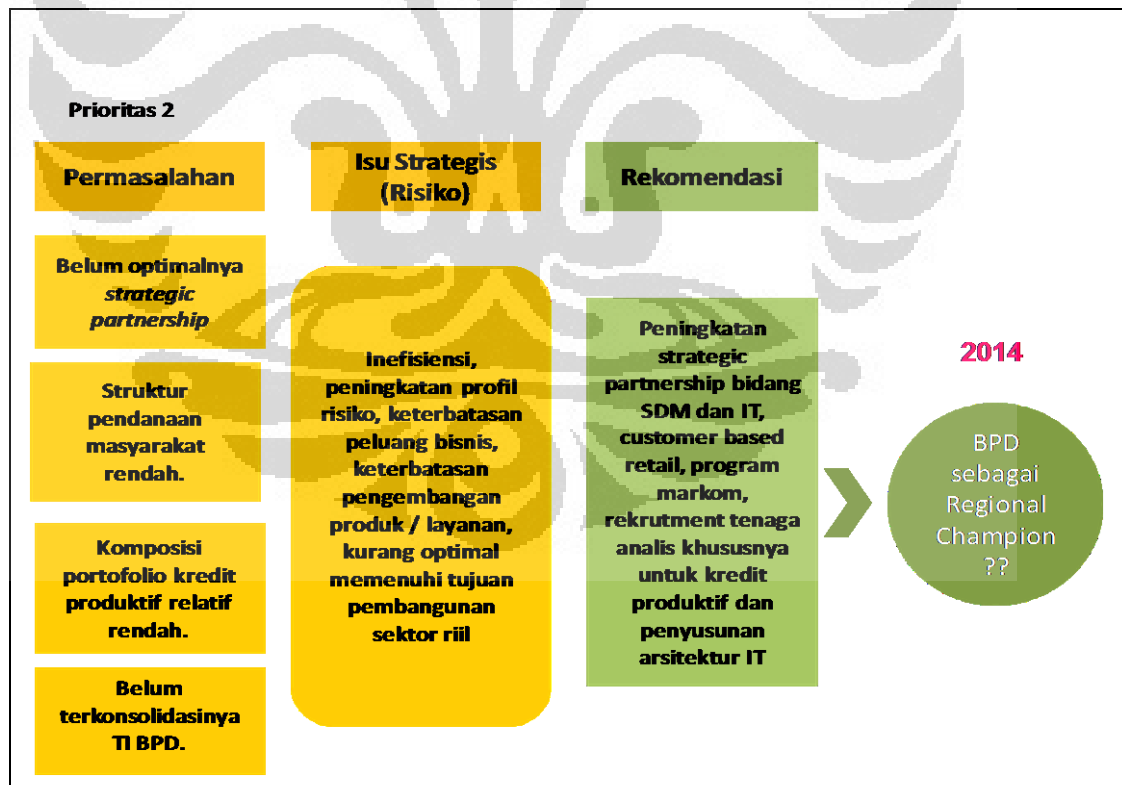 Prioritas 2
Permasalahan
Isu Strategis
(Risiko)
Rekomendasi
Belum optimalnya
strategic
partnership
Struktur
pendanaan
masyarakat
rendah.
Komposisi
portofolio kredit
produktif relatif
rendah.
Belum
terkonsolidasinya
TI BPD.
Inefisiensi,
peningkatan profil
risiko, keterbatasan
peluang bisnis,
keterbatasan
pengembangan
produk / layanan,
kurang optimal
memenuhi tujuan
pembangunan
sektor riil
Peningkatan
strategic
partnership bidang
SDM dan IT,
customer based
retail, program
markom,
rekrutment tenaga
analis khususnya
untuk kredit
produktif dan
penyusunan
arsitektur IT
2014
BPD
sebagai
Regional
Champion
??